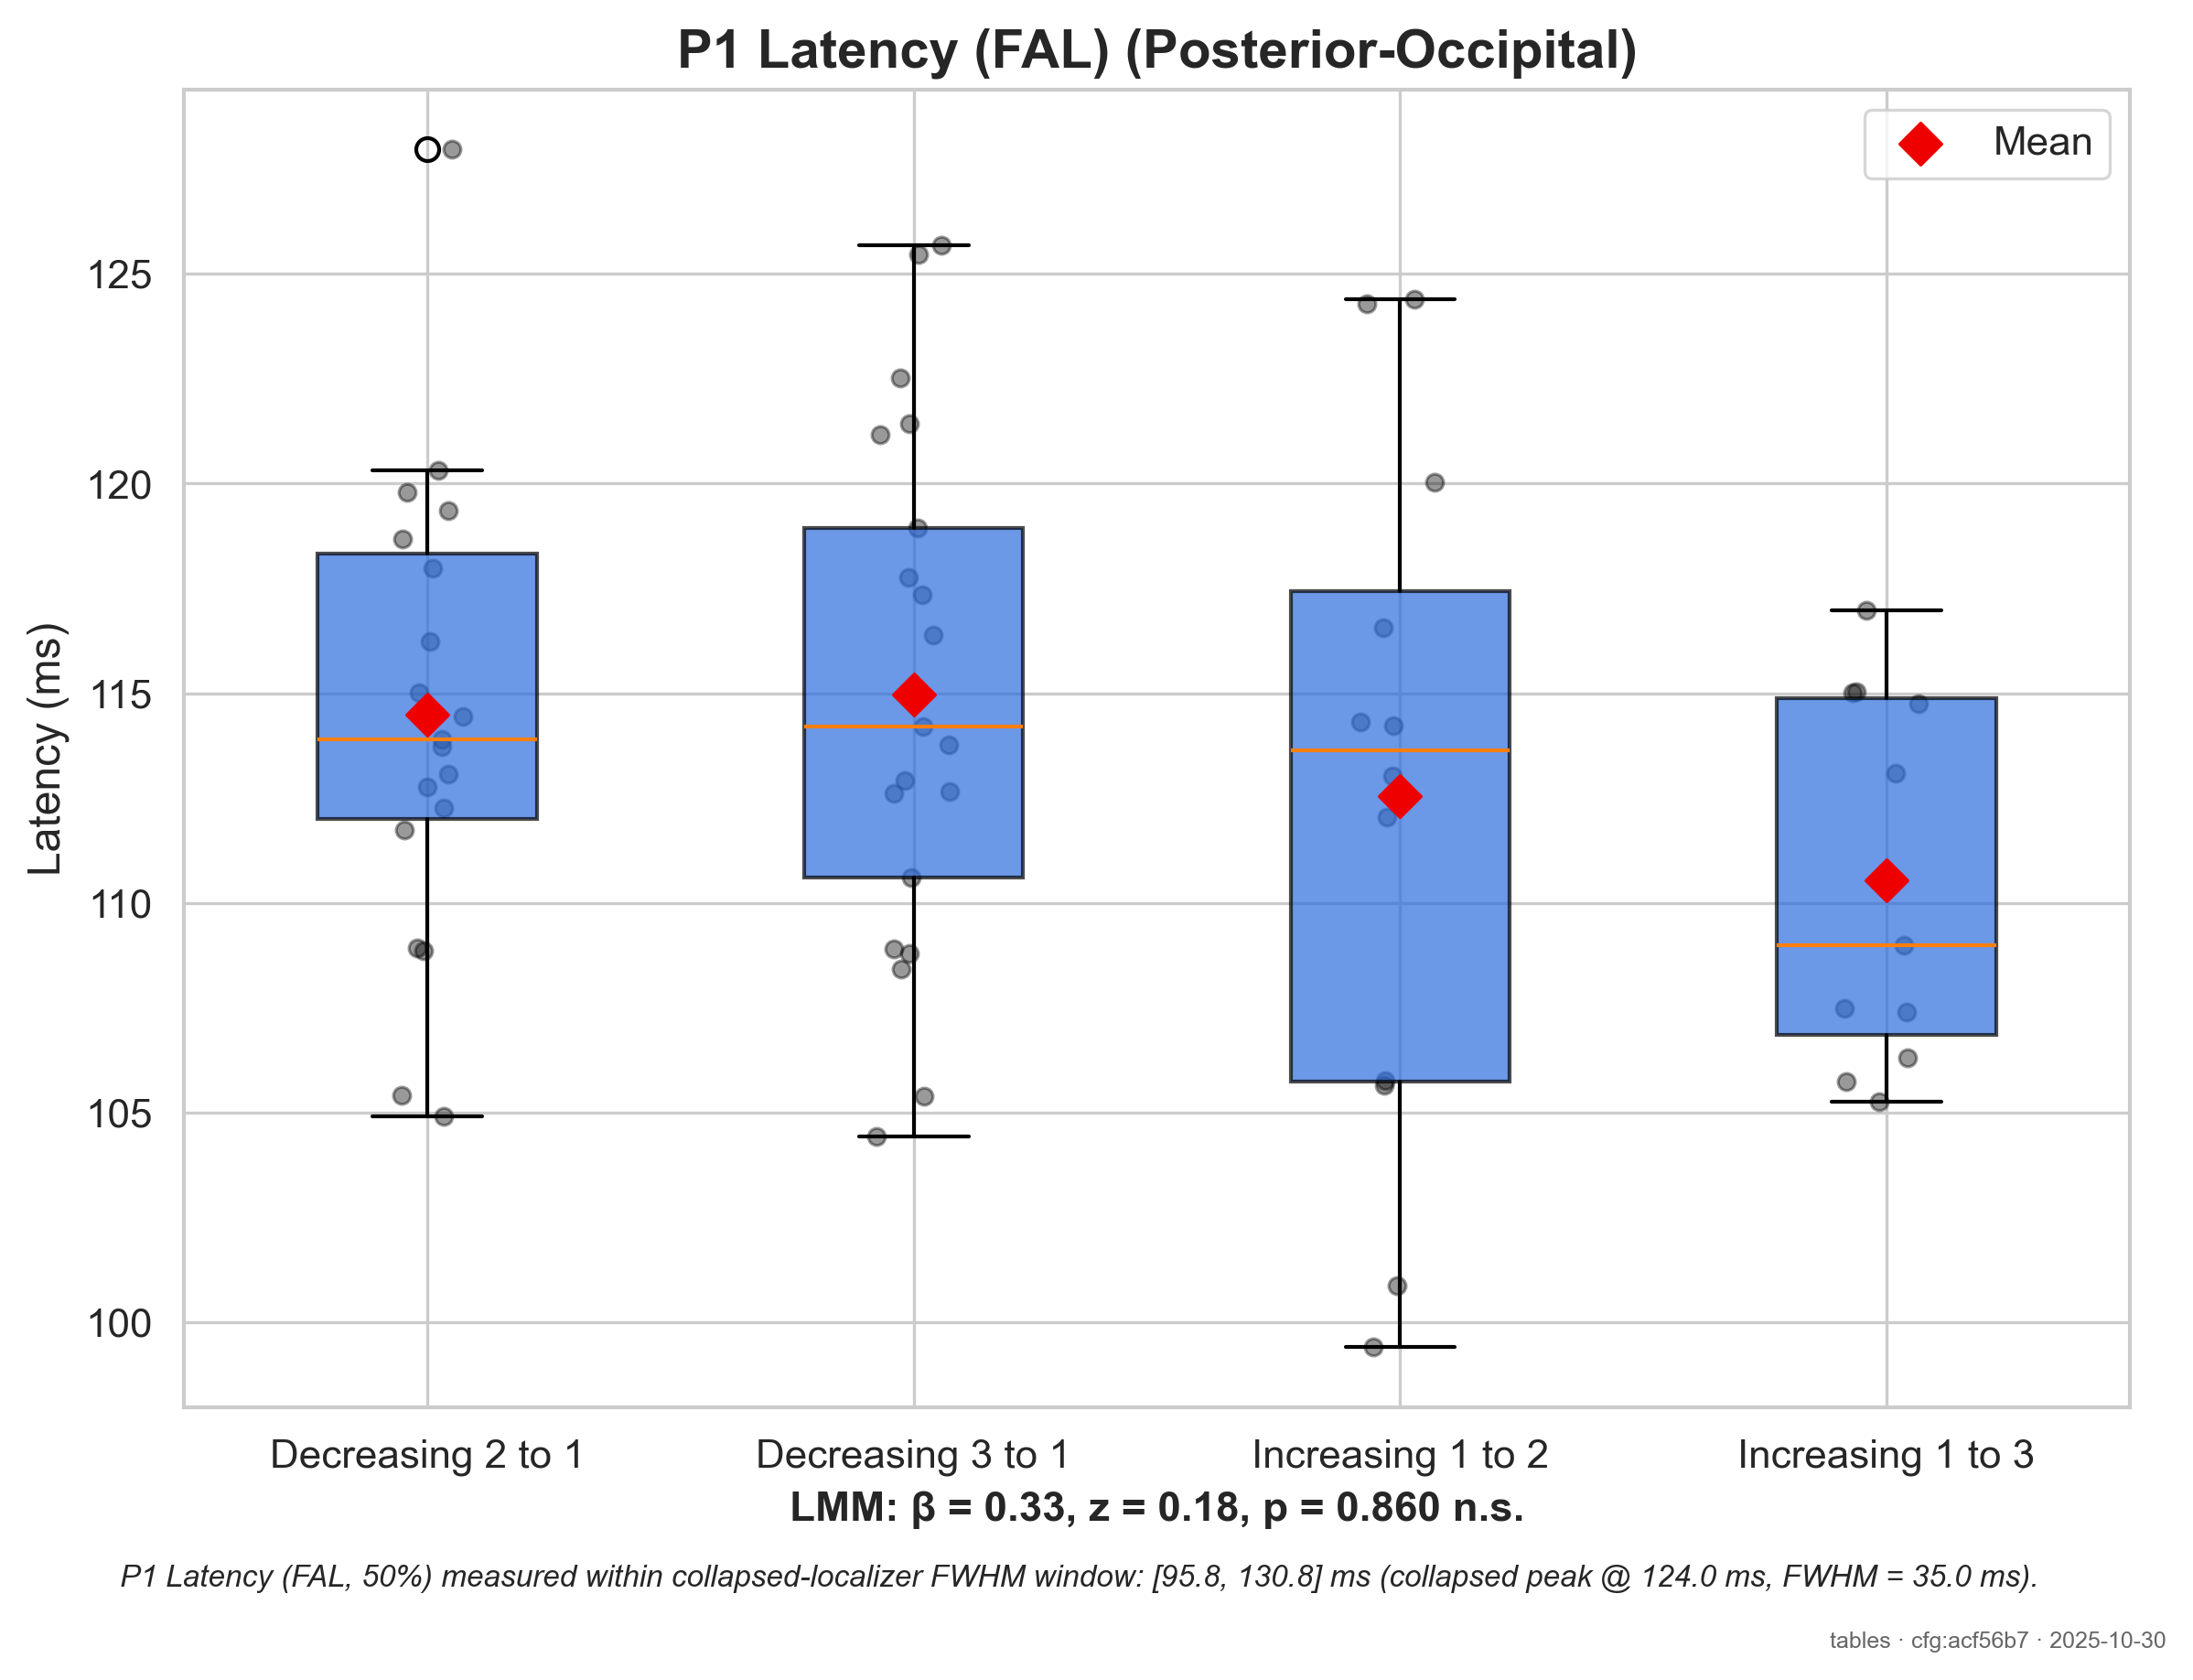 P1 Latency (FAL) (Posterior-Occipital)
Mean
Latency (ms)
125
120
115
110
105
100
Decreasing 2 to 1
Decreasing 3 to 1
Increasing 1 to 2
Increasing 1 to 3
LMM: β = 0.33, z = 0.18, p = 0.860 n.s.
P1 Latency (FAL, 50%) measured within collapsed-localizer FWHM window: [95.8, 130.8] ms (collapsed peak @ 124.0 ms, FWHM = 35.0 ms).
tables · cfg:acf56b7 · 2025-10-30